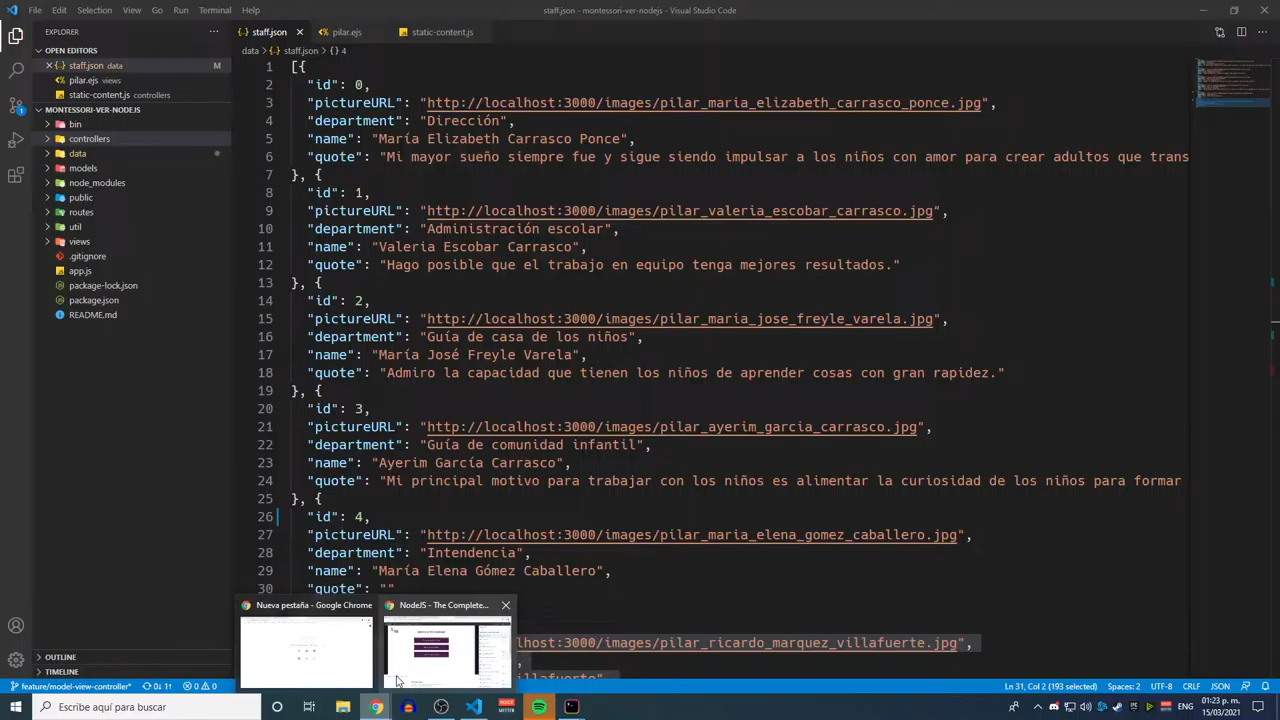 File Edit Selection View Go Run Terminal Help
staff.json - montessori-ver-nodejs - Visual Studio Code
EXPLORER
staff.json
pilar.ejs
static-content.js
OPEN EDITORS
data > staff.json > {} 4
staff.json data M
pilar.ejs views
static-content.js controllers
MONTESSORI-VER-NODEJS
bin
controllers
data
models
node_modules
public
routes
util
views
.gitignore
app.js
package-lock.json
package.json
README.md
1 [{
2 "id": 0,
3 "pictureURL": "http://localhost:3000/images/pilar_maria_elizabeth_carrasco_ponce.jpg",
4 "department": "Dirección",
5 "name": "María Elizabeth Carrasco Ponce",
6 "quote": "Mi mayor sueño siempre fue y sigue siendo impulsar a los niños con amor para crear adultos que trans
7 }, {
8 "id": 1,
9 "pictureURL": "http://localhost:3000/images/pilar_valeria_escobar_carrasco.jpg",
10 "department": "Administración escolar",
11 "name": "Valeria Escobar Carrasco",
12 "quote": "Hago posible que el trabajo en equipo tenga mejores resultados."
13 }, {
14 "id": 2,
15 "pictureURL": "http://localhost:3000/images/pilar_maria_jose_freyle_varela.jpg",
16 "department": "Guía de casa de los niños",
17 "name": "María José Freyle Varela",
18 "quote": "Admiro la capacidad que tienen los niños de aprender cosas con gran rapidez."
19 }, {
20 "id": 3,
21 "pictureURL": "http://localhost:3000/images/pilar_ayerim_garcia_carrasco.jpg",
22 "department": "Guía de comunidad infantil",
23 "name": "Ayerim García Carrasco",
24 "quote": "Mi principal motivo para trabajar con los niños es alimentar la curiosidad de los niños para formar
25 }, {
26 "id": 4,
27 "pictureURL": "http://localhost:3000/images/pilar_maria_elena_gomez_caballero.jpg",
28 "department": "Intendencia",
29 "name": "María Elena Gómez Caballero",
30 "quote": ""
Nueva pestaña - Google Chrome
NodeJS - The Complete...
lhost:3000/images/pilar_ricardo_marquez_villafuerte.jpg",
OUTLINE
TIMELINE
feature/model-view-controller* 0↓ 1↑ 0 0
Ln 31, Col 2 (193 selected) Spaces: 2 UTF-8 CRLF JSON
Escribe aquí para buscar
ENG
01:23 p. m.
15/03/2021